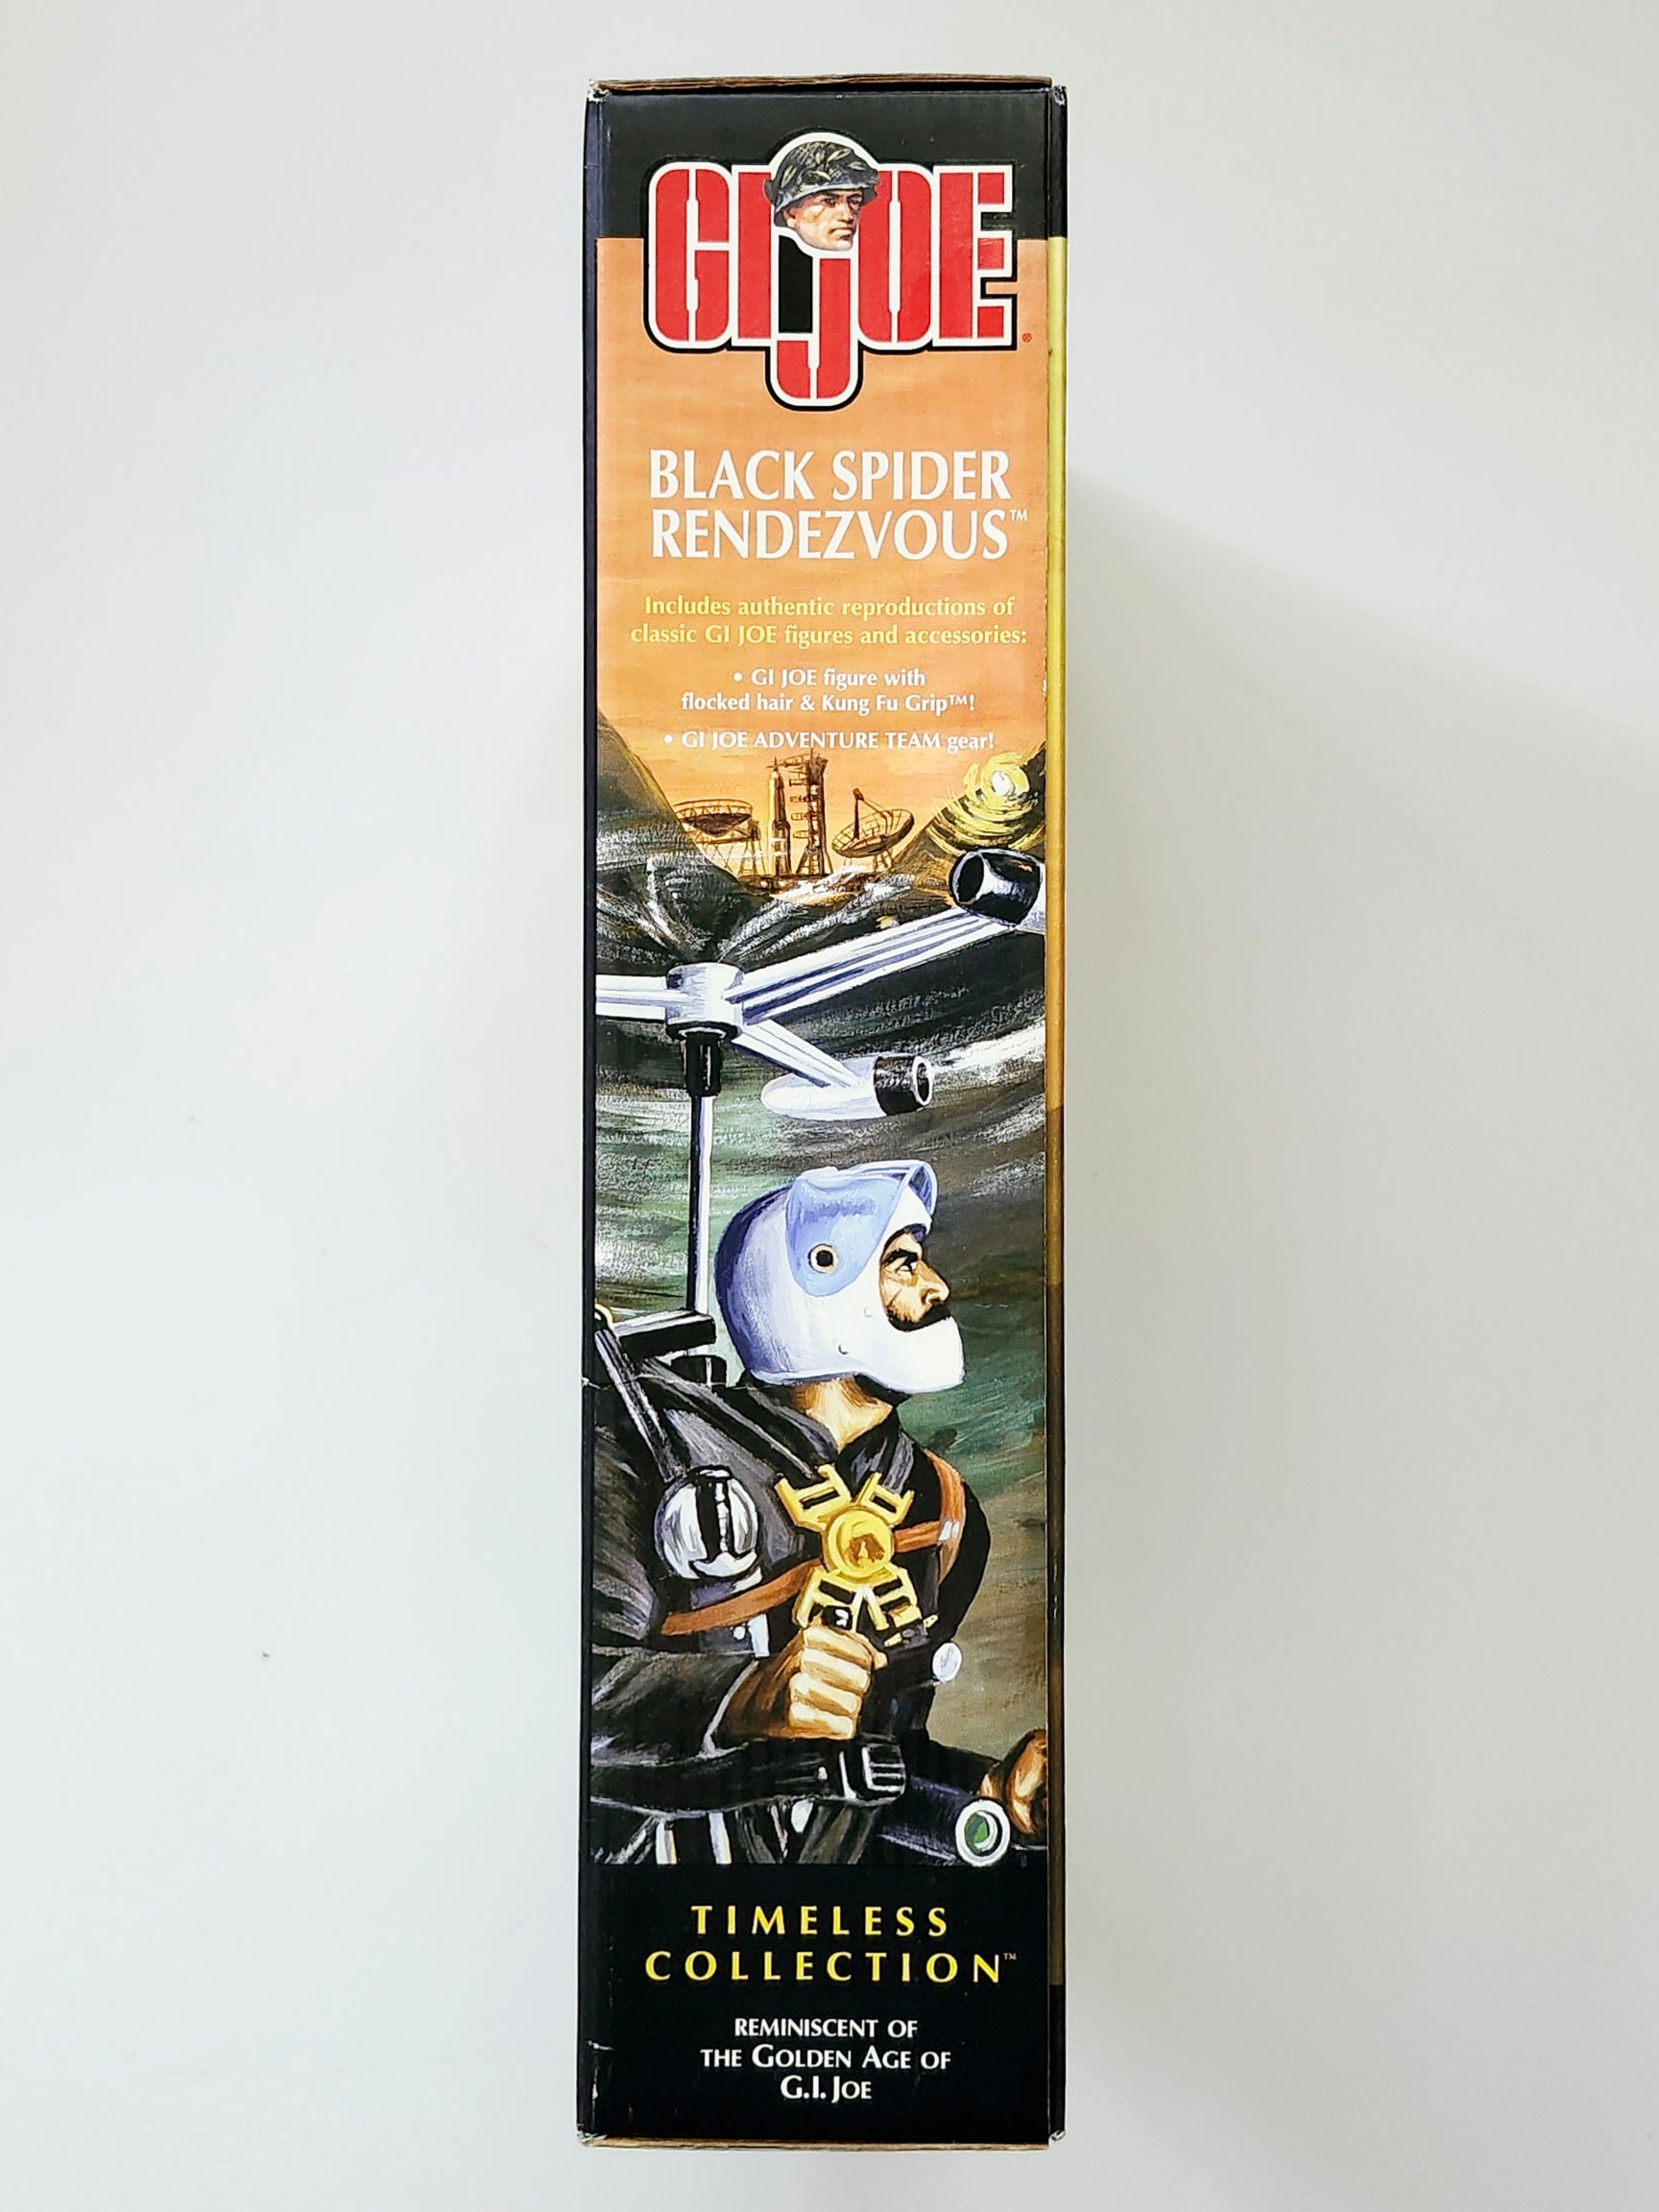 GI JOE®
BLACK SPIDER
RENDEZVOUS™
Includes authentic reproductions of
classic GI JOE figures and accessories:
• GI JOE figure with
flocked hair & Kung Fu Grip™!
• GI JOE ADVENTURE TEAM gear!
TIMELESS
COLLECTION™
REMINISCENT OF
THE GOLDEN AGE OF
G.I. JOE